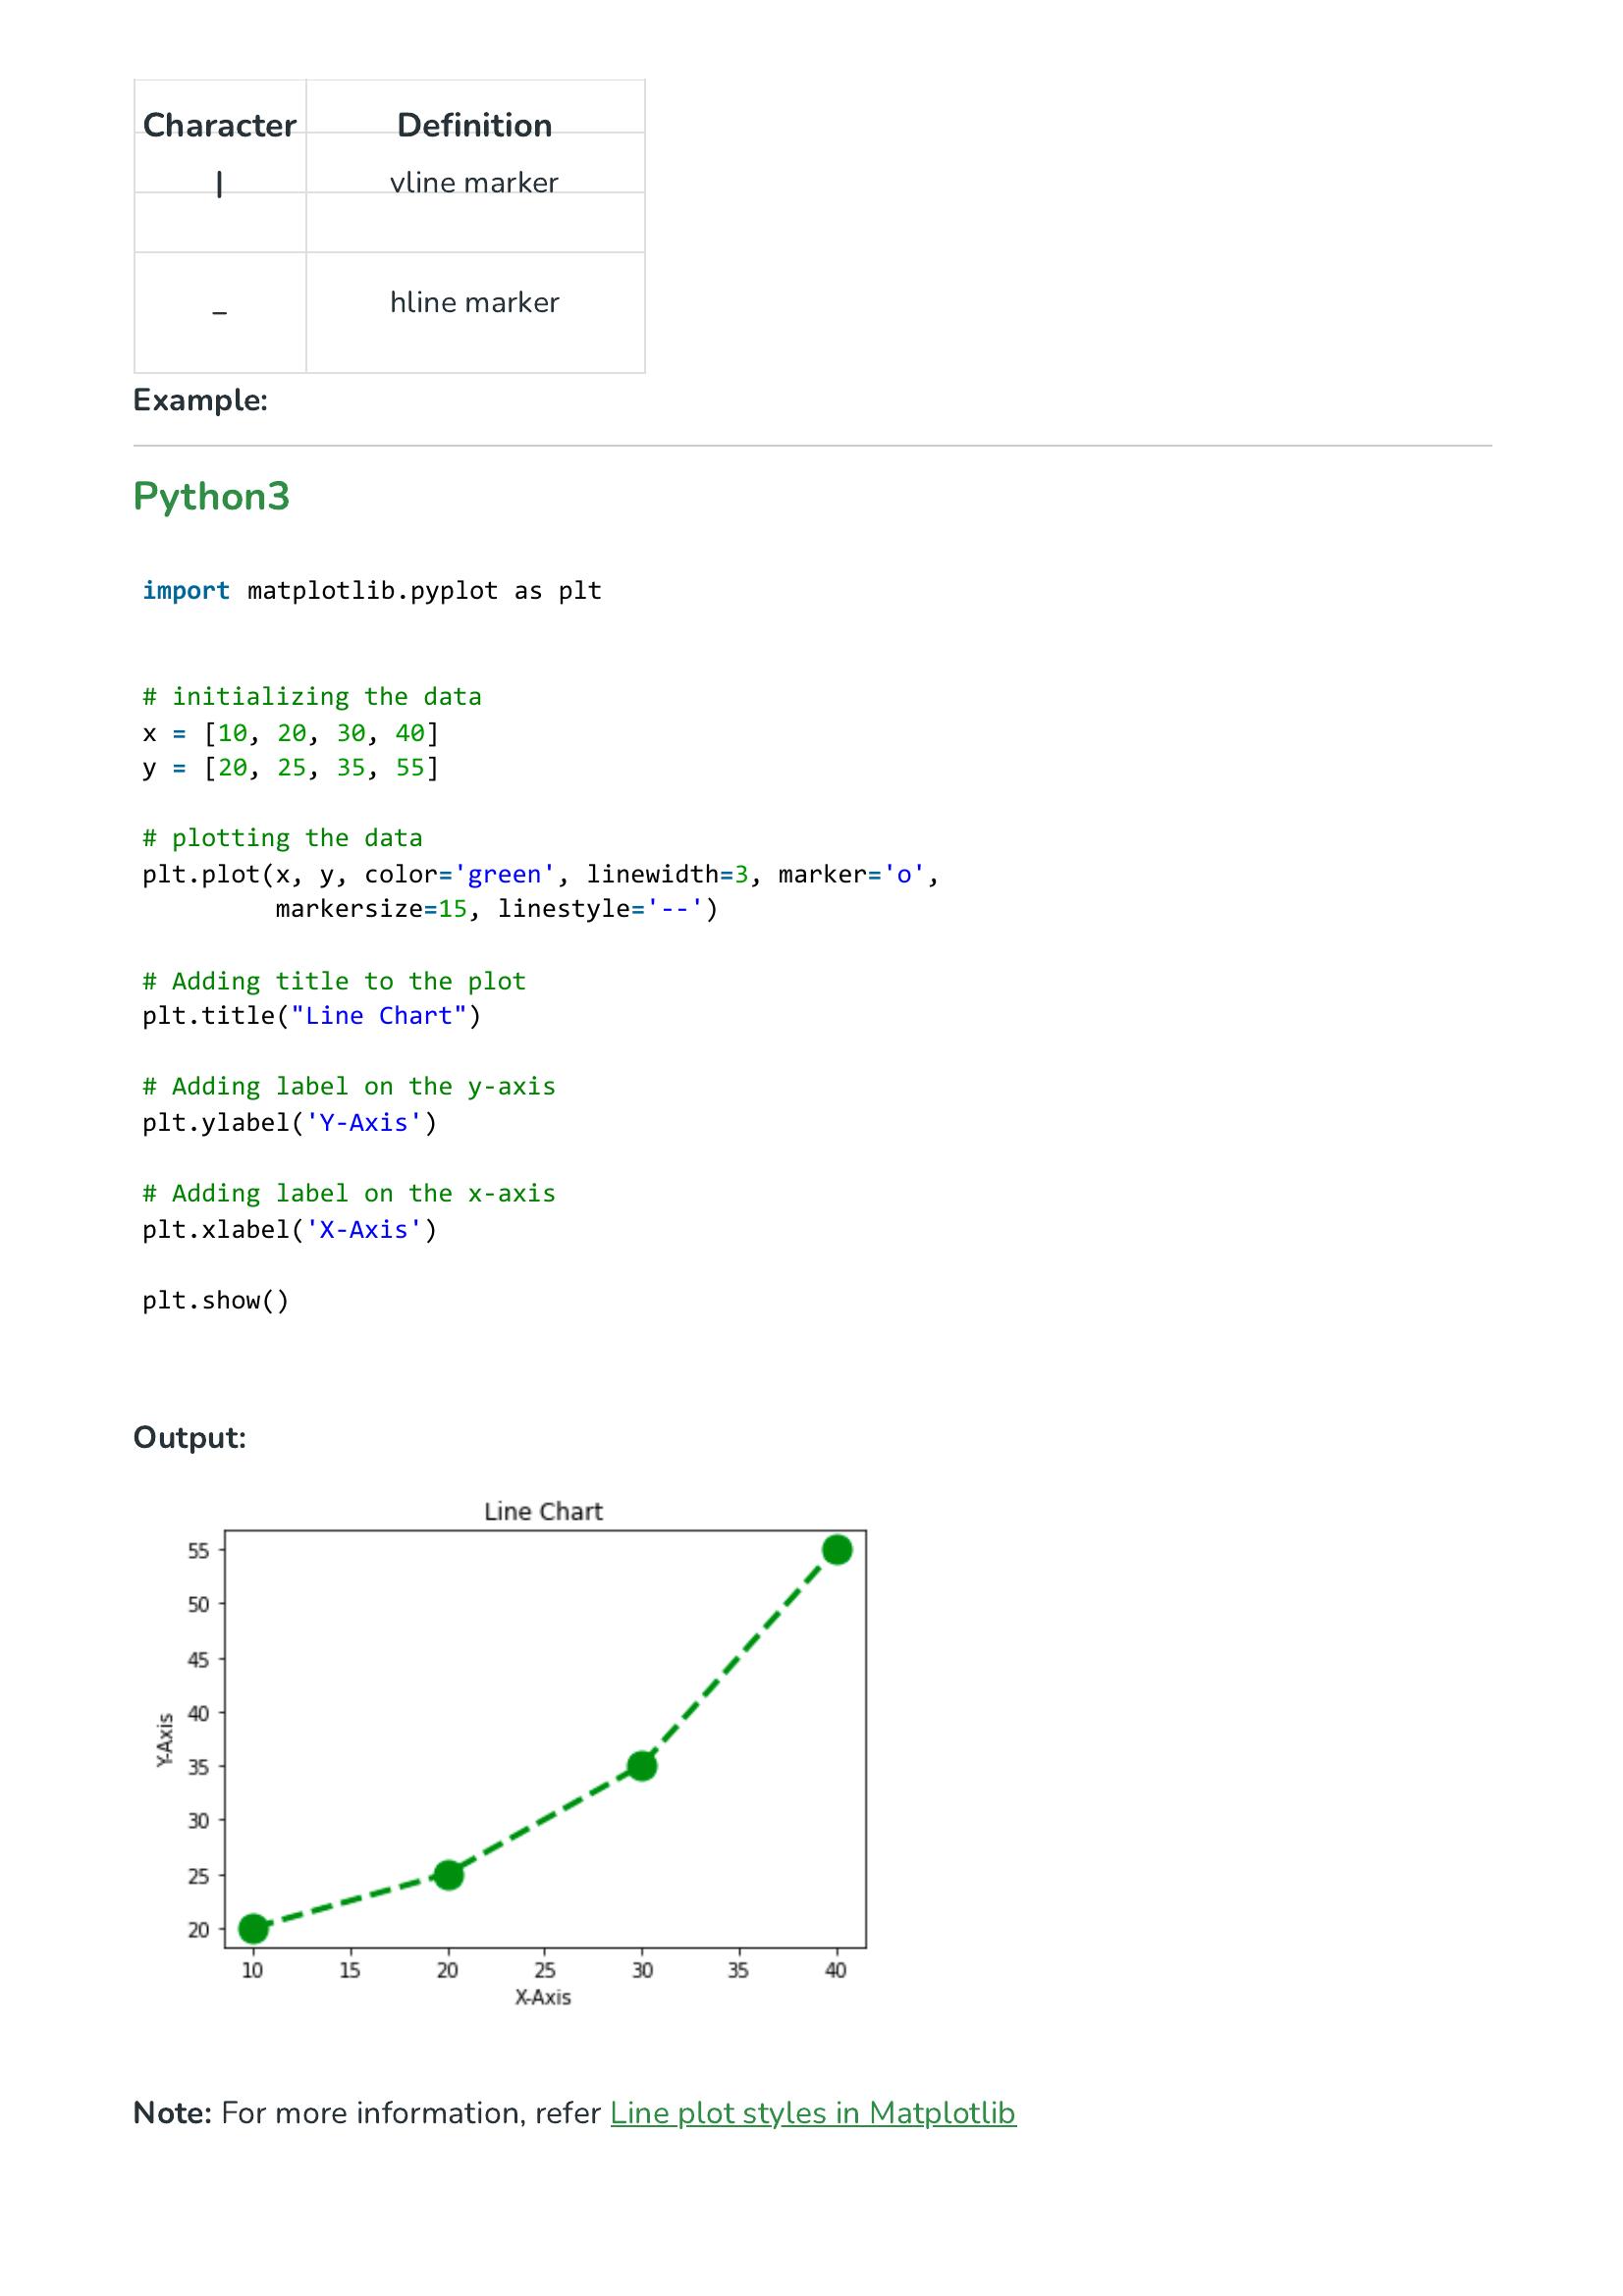 Character Definition
| vline marker
_ hline marker
Example:
Python3
import matplotlib.pyplot as plt
# initializing the data
x = [10, 20, 30, 40]
y = [20, 25, 35, 55]
# plotting the data
plt.plot(x, y, color='green', linewidth=3, marker='o',
         markersize=15, linestyle='--')
# Adding title to the plot
plt.title("Line Chart")
# Adding label on the y-axis
plt.ylabel('Y-Axis')
# Adding label on the x-axis
plt.xlabel('X-Axis')
plt.show()
Output:
Line Chart
55
50
45
40
35
30
25
20
Y-Axis
10 15 20 25 30 35 40
X-Axis
Note: For more information, refer Line plot styles in Matplotlib